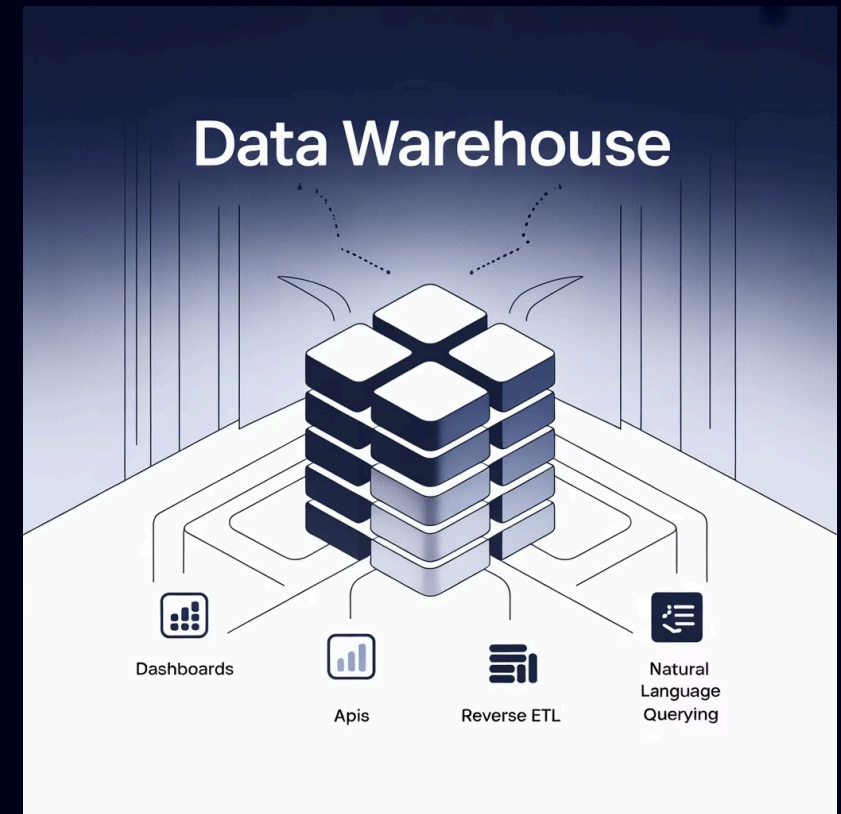 Data Warehouse
Dashboards
Apis
Reverse ETL
Natural
Language
Querying